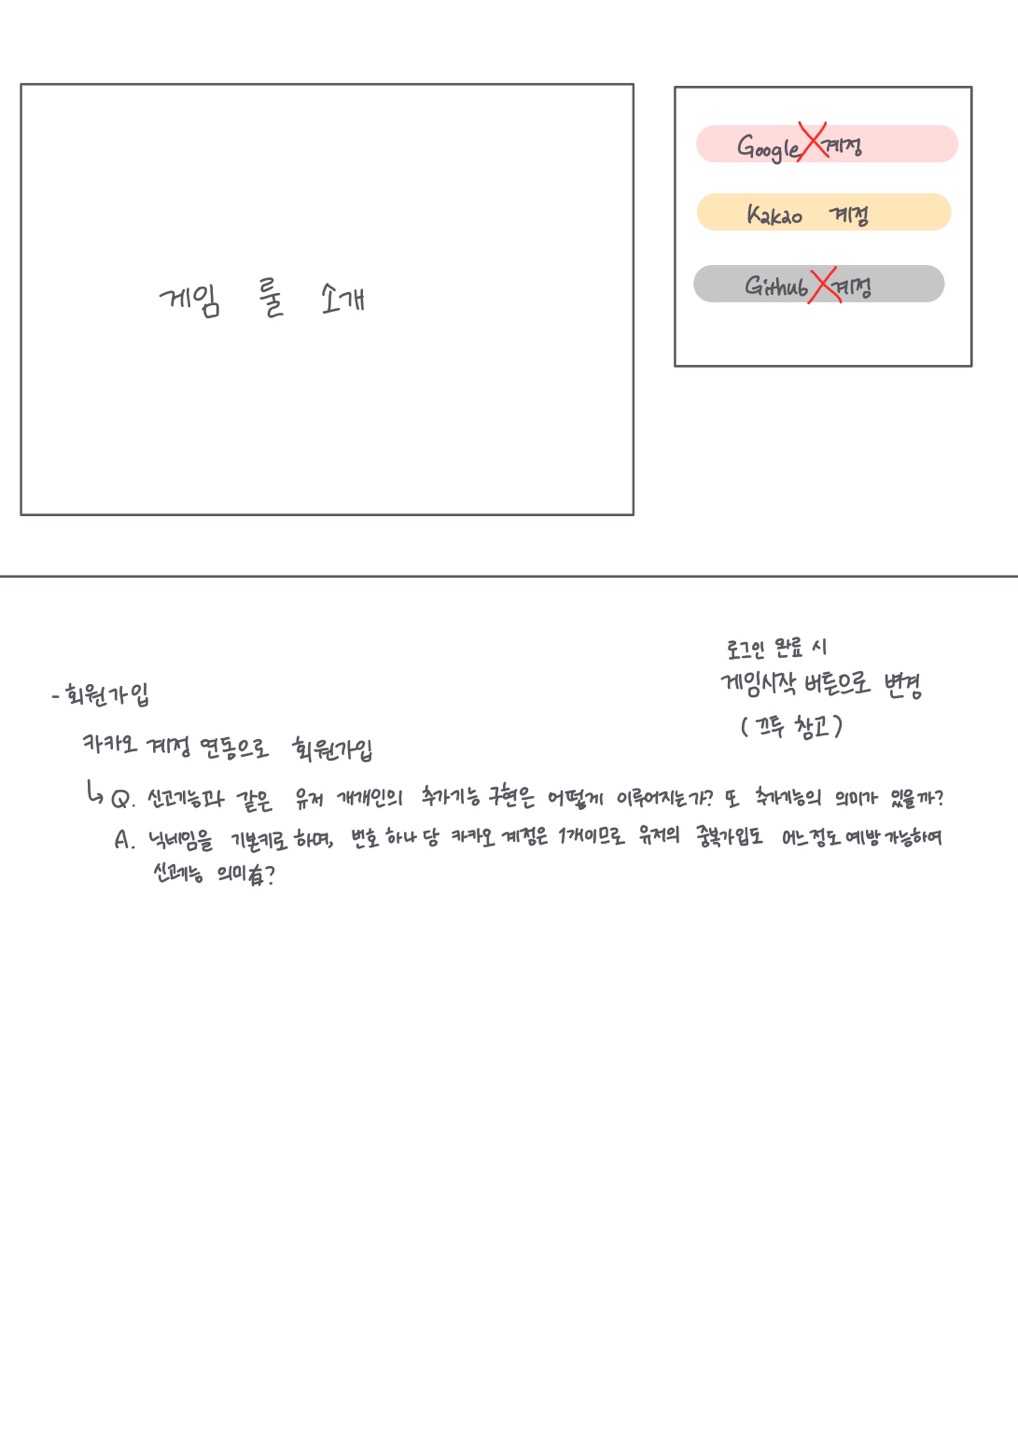 게임 룰 소개
Google 계정
Kakao 계정
Github 계정
로그인 완료 시
게임시작 버튼으로 변경
(끄투 참고)
- 회원가입
카카오 계정 연동으로 회원가입
↳ Q. 신고기능과 같은 유저 개개인의 추가기능 구현은 어떻게 이루어지는가? 또 추가기능의 의미가 있을까?
A. 닉네임을 기본키로 하며, 번호 하나 당 카카오 계정은 1개이므로 유저의 중복가입도 어느정도 예방 가능하여
신고기능 의미有?